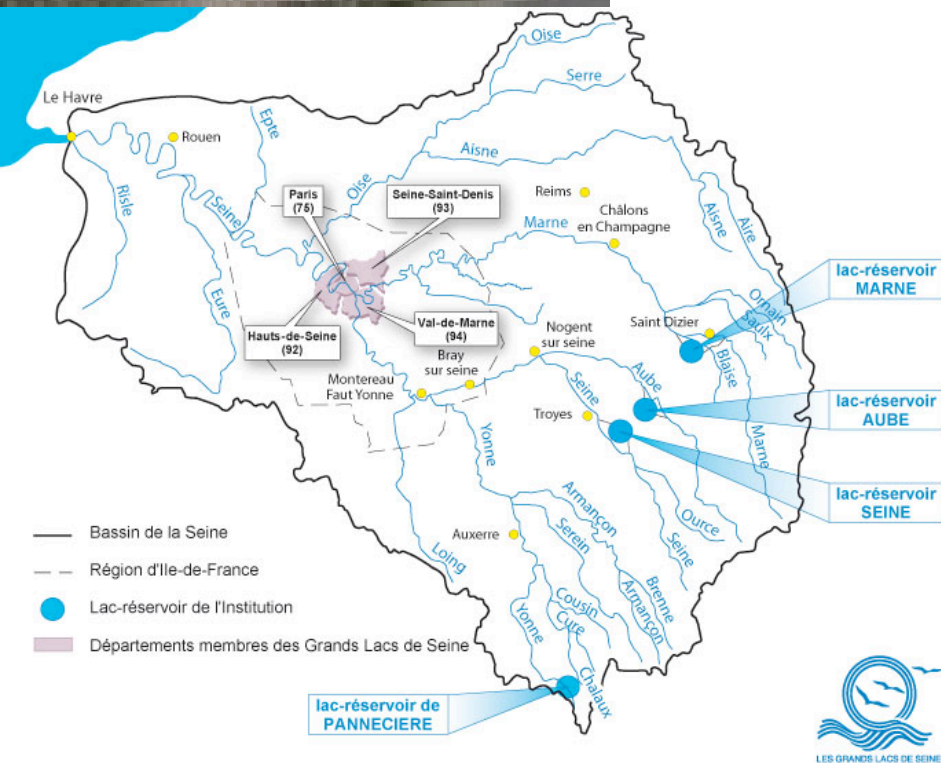 Oise
Serre
Le Havre
Epte
Rouen
Aisne
Oise
Paris
(75)
Seine-Saint-Denis
(93)
Reims
Châlons
en Champagne
Aisne
Aire
Risle
Seine
Marne
lac-réservoir
MARNE
Eure
Hauts-de-Seine
(92)
Val-de-Marne
(94)
Nogent
sur seine
Saint Dizier
Ornain
Saulx
Bray
sur seine
Montereau
Faut Yonne
Seine
Aube
Blaise
Troyes
lac-réservoir
AUBE
Marne
Yonne
lac-réservoir
SEINE
Armançon
Ource
Bassin de la Seine
Auxerre
Serein
Seine
Loing
Région d'Ile-de-France
Brenne
Armançon
Lac-réservoir de l'Institution
Yonne
Cousin
Cure
Départements membres des Grands Lacs de Seine
Chalaux
lac-réservoir de
PANNECIERE
LES GRANDS LACS DE SEINE